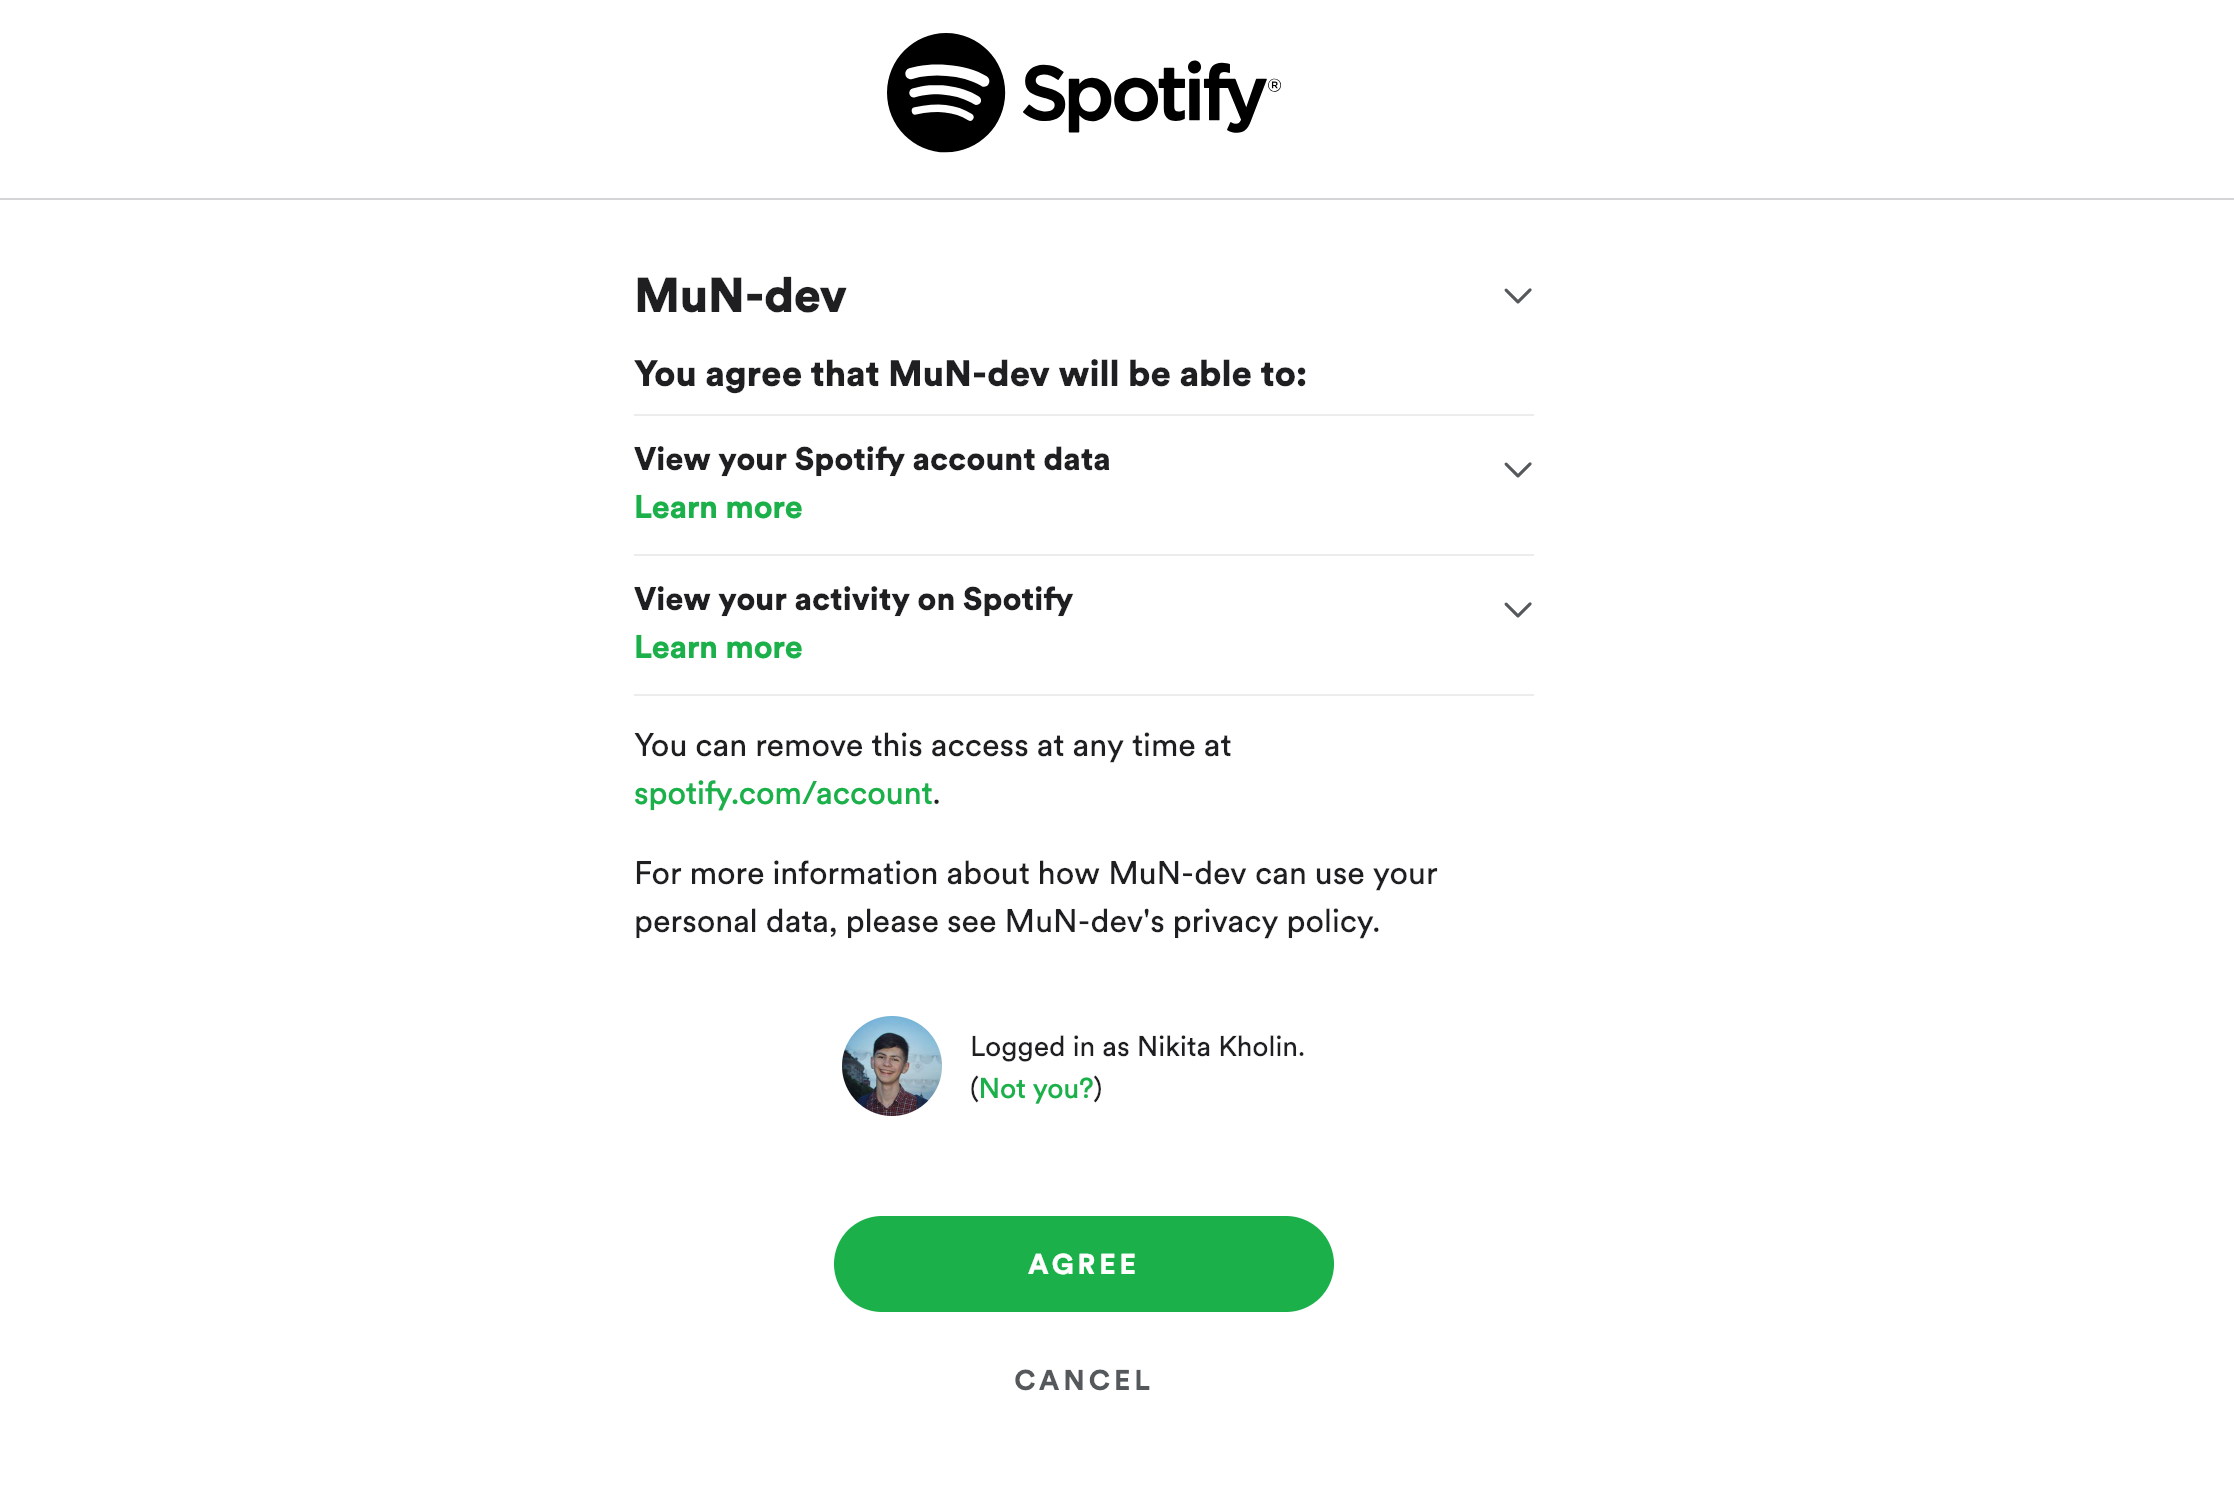 Spotify®
MuN-dev
You agree that MuN-dev will be able to:
View your Spotify account data
Learn more
View your activity on Spotify
Learn more
You can remove this access at any time at
spotify.com/account.
For more information about how MuN-dev can use your
personal data, please see MuN-dev's privacy policy.
Logged in as Nikita Kholin.
(Not you?)
AGREE
CANCEL